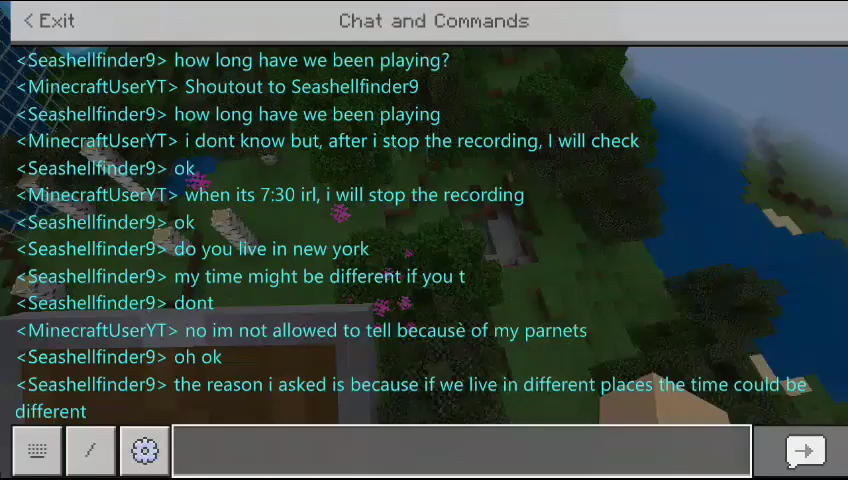 < Exit
Chat and Commands
<Seashellfinder9> how long have we been playing?
<MinecraftUserYT> Shoutout to Seashellfinder9
<Seashellfinder9> how long have we been playing
<MinecraftUserYT> i dont know but, after i stop the recording, I will check
<Seashellfinder9> ok
<MinecraftUserYT> when its 7:30 irl, i will stop the recording
<Seashellfinder9> ok
<Seashellfinder9> do you live in new york
<Seashellfinder9> my time might be different if you t
<Seashellfinder9> dont
<MinecraftUserYT> no im not allowed to tell becausè of my parnets
<Seashellfinder9> oh ok
<Seashellfinder9> the reason i asked is because if we live in different places the time could be
different
/